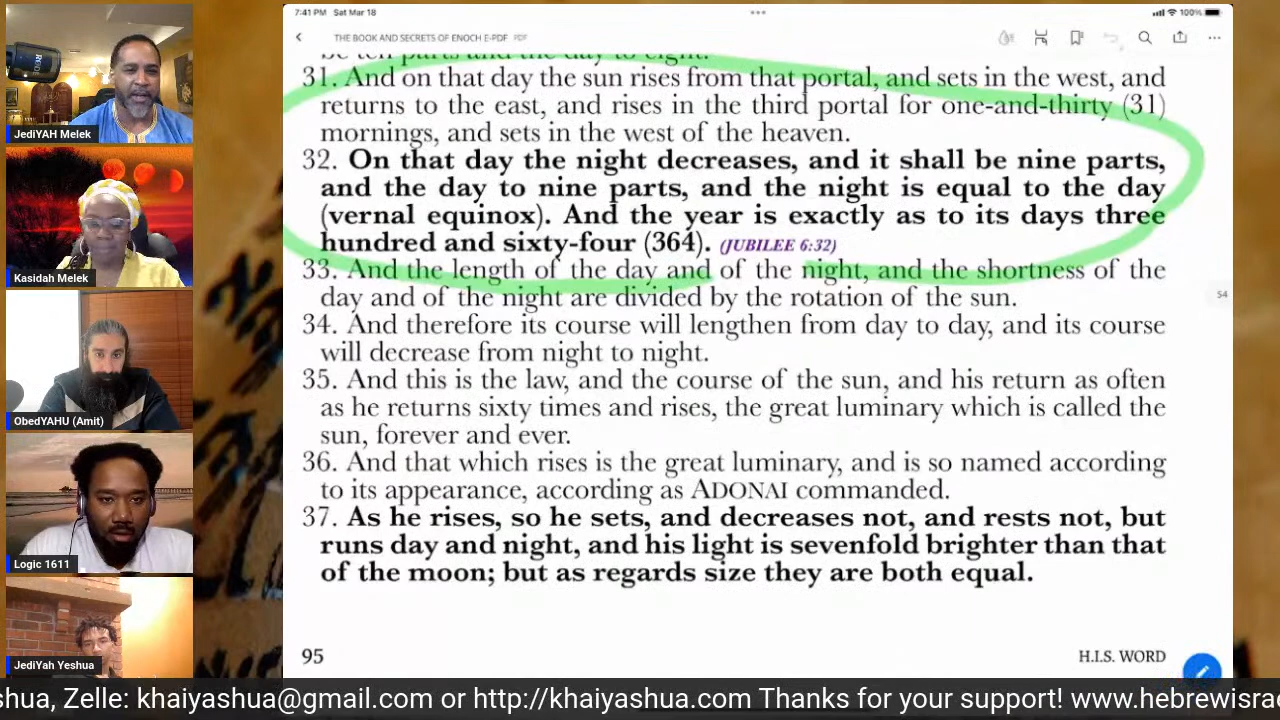 7:41 PM Sat Mar 18
100%
THE BOOK AND SECRETS OF ENOCH E-PDF PDF
be ten parts and the day to eight.
31. And on that day the sun rises from that portal, and sets in the west, and
returns to the east, and rises in the third portal for one-and-thirty (31)
mornings, and sets in the west of the heaven.
32. On that day the night decreases, and it shall be nine parts,
and the day to nine parts, and the night is equal to the day
(vernal equinox). And the year is exactly as to its days three
hundred and sixty-four (364). (JUBILEE 6:32)
33. And the length of the day and of the night, and the shortness of the
day and of the night are divided by the rotation of the sun.
34. And therefore its course will lengthen from day to day, and its course
will decrease from night to night.
35. And this is the law, and the course of the sun, and his return as often
as he returns sixty times and rises, the great luminary which is called the
sun, forever and ever.
36. And that which rises is the great luminary, and is so named according
to its appearance, according as ADONAI commanded.
37. As he rises, so he sets, and decreases not, and rests not, but
runs day and night, and his light is sevenfold brighter than that
of the moon; but as regards size they are both equal.
54
95
H.I.S. WORD
JediYAH Melek
Kasidah Melek
ObedYAHU (Amit)
Logic 1611
JediYah Yeshua
shua, Zelle: khaiyashua@gmail.com or http://khaiyashua.com Thanks for your support! www.hebrewisra